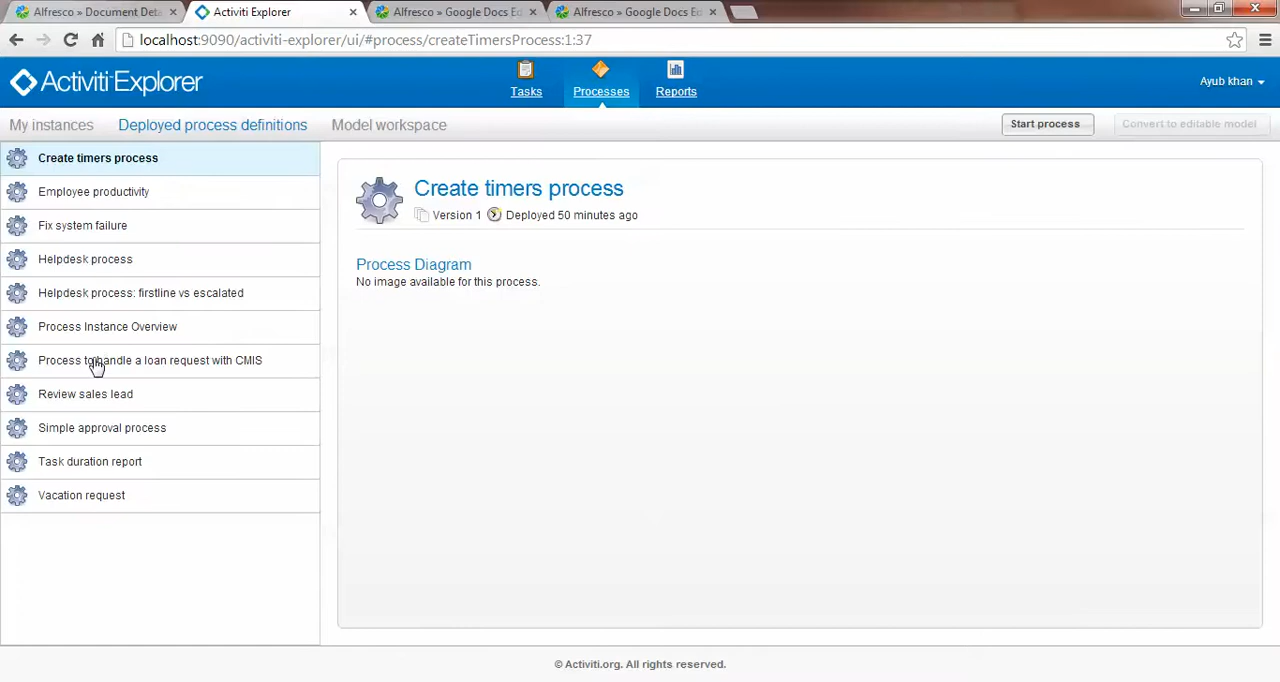 Alfresco » Document Det
Activiti Explorer
Alfresco » Google Docs Ed
Alfresco » Google Docs Ed
localhost:9090/activiti-explorer/ui/#process/createTimersProcess:1:37
Activiti Explorer
Tasks
Processes
Reports
Ayub khan
My instances
Deployed process definitions
Model workspace
Start process
Convert to editable model
Create timers process
Employee productivity
Fix system failure
Helpdesk process
Helpdesk process: firstline vs escalated
Process Instance Overview
Process to handle a loan request with CMIS
Review sales lead
Simple approval process
Task duration report
Vacation request
Create timers process
Version 1 Deployed 50 minutes ago
Process Diagram
No image available for this process.
© Activiti.org. All rights reserved.